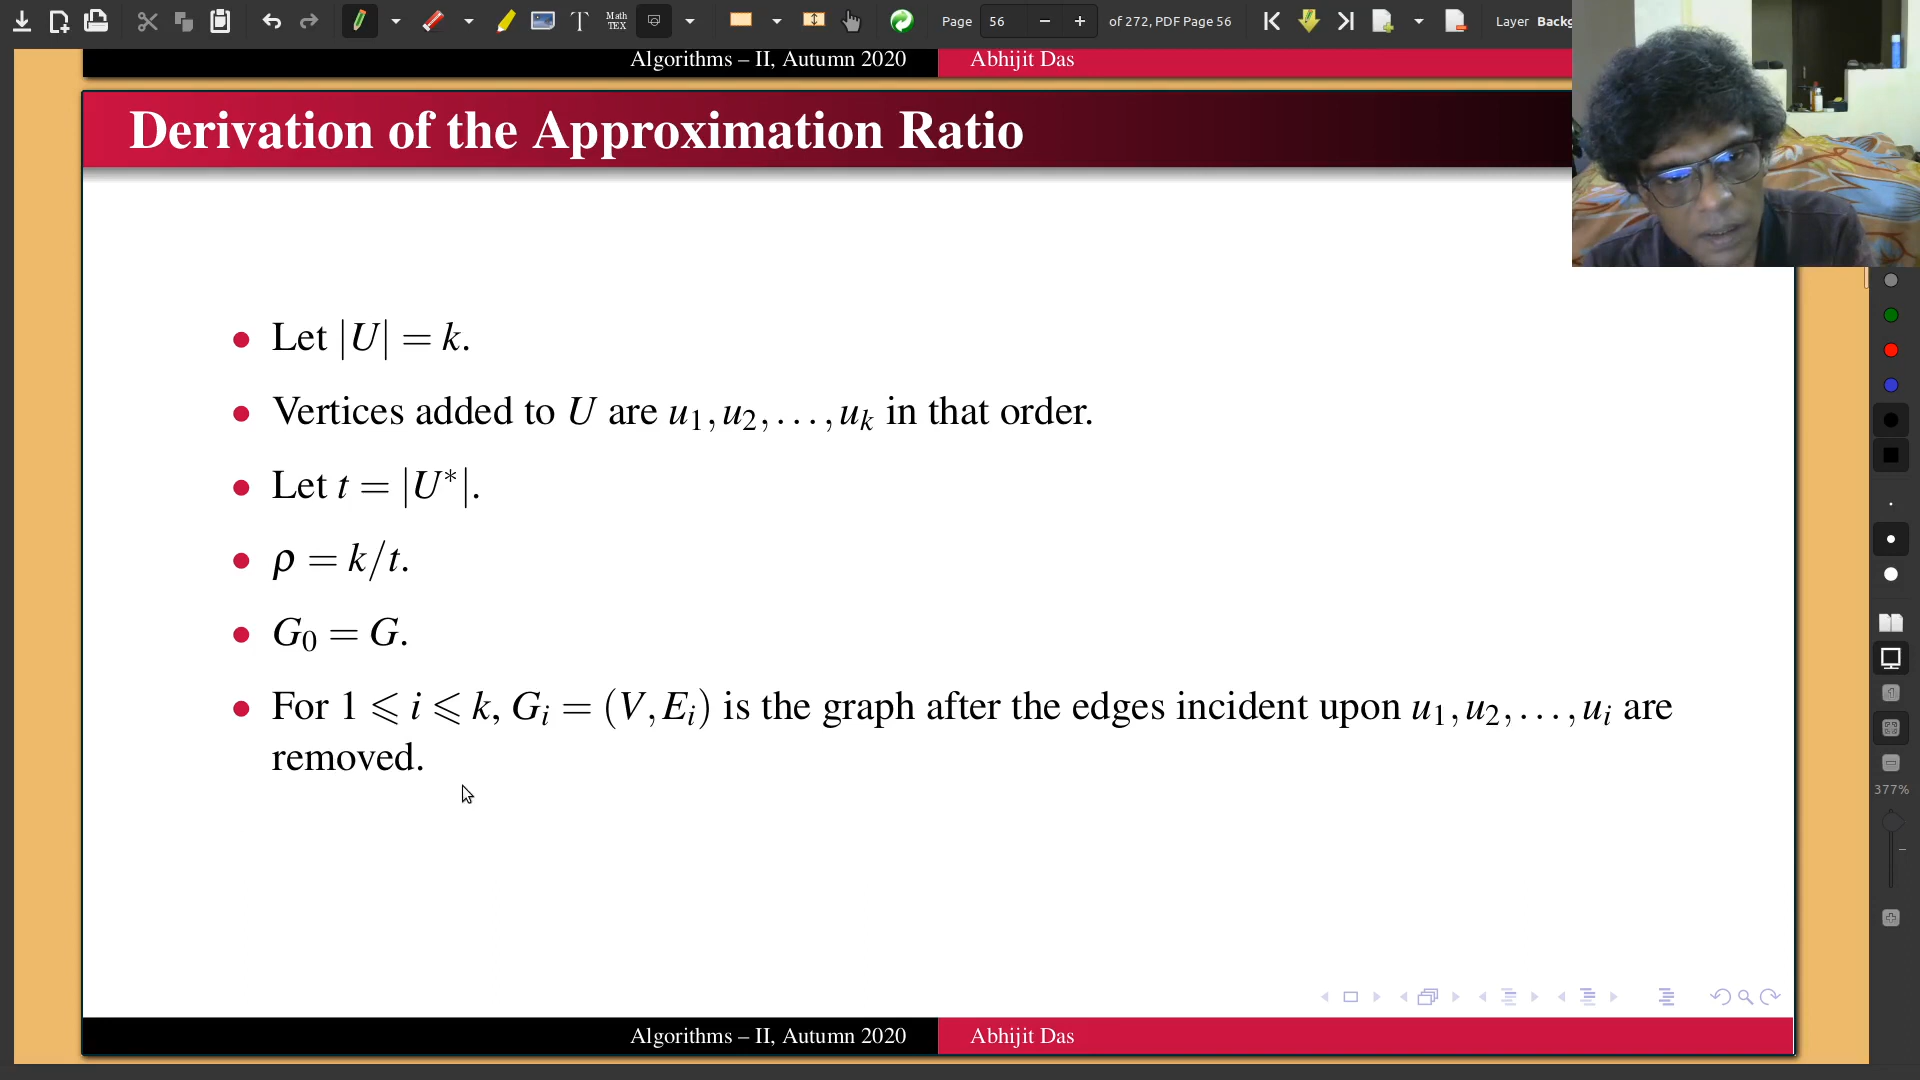 Math
TEX
Page 56 of 272, PDF Page 56
Layer
Algorithms – II, Autumn 2020 Abhijit Das
Derivation of the Approximation Ratio
Let |U| = k.
Vertices added to U are u₁, u₂, …, uₖ in that order.
Let t = |U*|.
ρ = k/t.
G₀ = G.
For 1 ⩽ i ⩽ k, Gᵢ = (V, Eᵢ) is the graph after the edges incident upon u₁, u₂, …, uᵢ are
removed.
377%
Algorithms – II, Autumn 2020 Abhijit Das